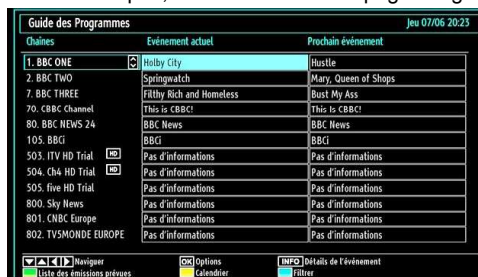 Guide des Programmes Jeu 07/06 20:23
Chaînes Evénement actuel Prochain événement
1. BBC ONE Holby City Hustle
2. BBC TWO Springwatch Mary, Queen of Shops
7. BBC THREE Filthy Rich and Homeless Bust My Ass
70. CBBC Channel This is CBBC! This Is CBBC!
80. BBC NEWS 24 BBC News BBC News
105. BBCi BBCi BBCi
503. ITV HD Trial HD Pas d'informations Pas d'informations
504. Ch4 HD Trial HD Pas d'informations Pas d'informations
505. five HD Trial Pas d'informations Pas d'informations
800. Sky News Pas d'informations Pas d'informations
801. CNBC Europe Pas d'informations Pas d'informations
802. TV5MONDE EUROPE Pas d'informations Pas d'informations
Naviguer OK Options INFO Détails de l'événement
Liste des émissions prévues Calendrier Filtrer